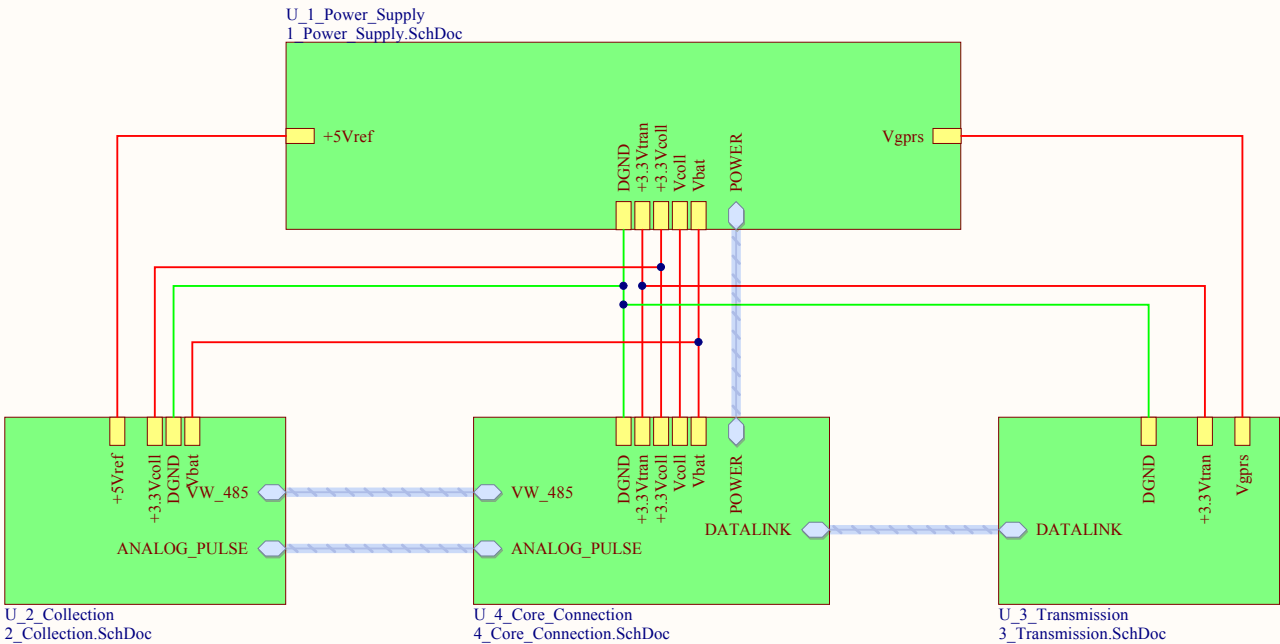 U_1_Power_Supply
1_Power_Supply.SchDoc
+5Vref
DGND
+3.3Vtran
+3.3Vcoll
Vcoll
Vbat
POWER
Vgprs
+5Vref
+3.3Vcoll
DGND
Vbat
VW_485
ANALOG_PULSE
U_2_Collection
2_Collection.SchDoc
DGND
+3.3Vtran
+3.3Vcoll
Vcoll
Vbat
POWER
VW_485
DATALINK
ANALOG_PULSE
U_4_Core_Connection
4_Core_Connection.SchDoc
DGND
+3.3Vtran
Vgprs
DATALINK
U_3_Transmission
3_Transmission.SchDoc